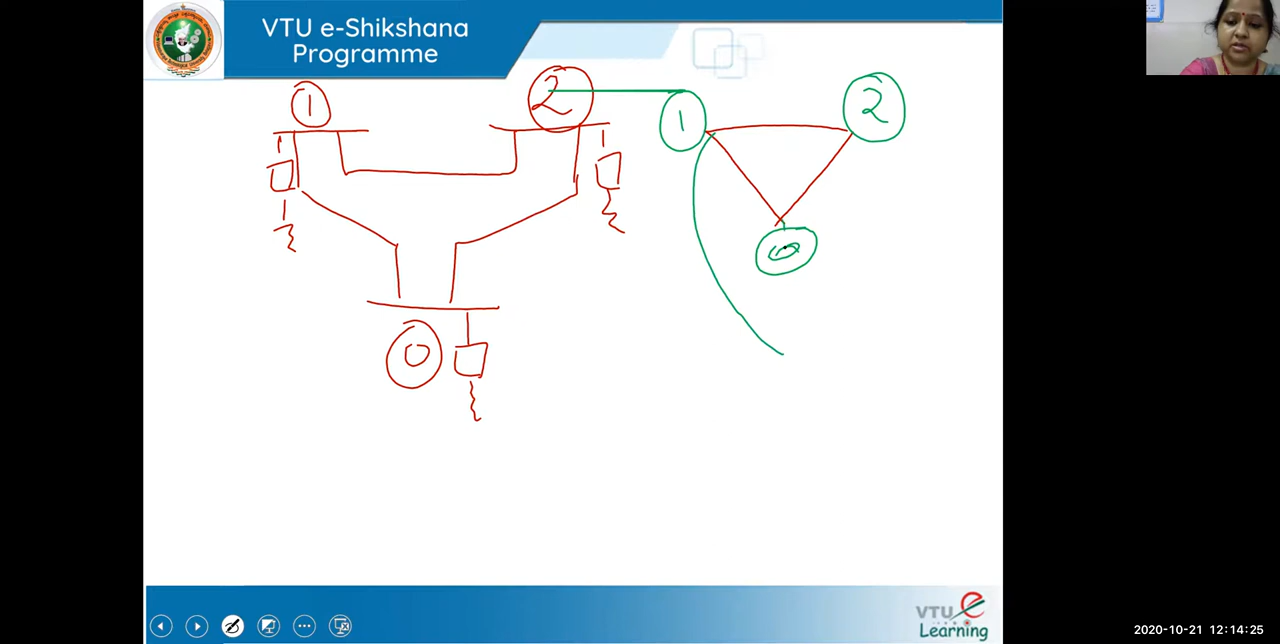 VTU e-Shikshana
Programme
1
2
1
2
0
0
VTU
e
Learning
2020-10-21 12:14:25